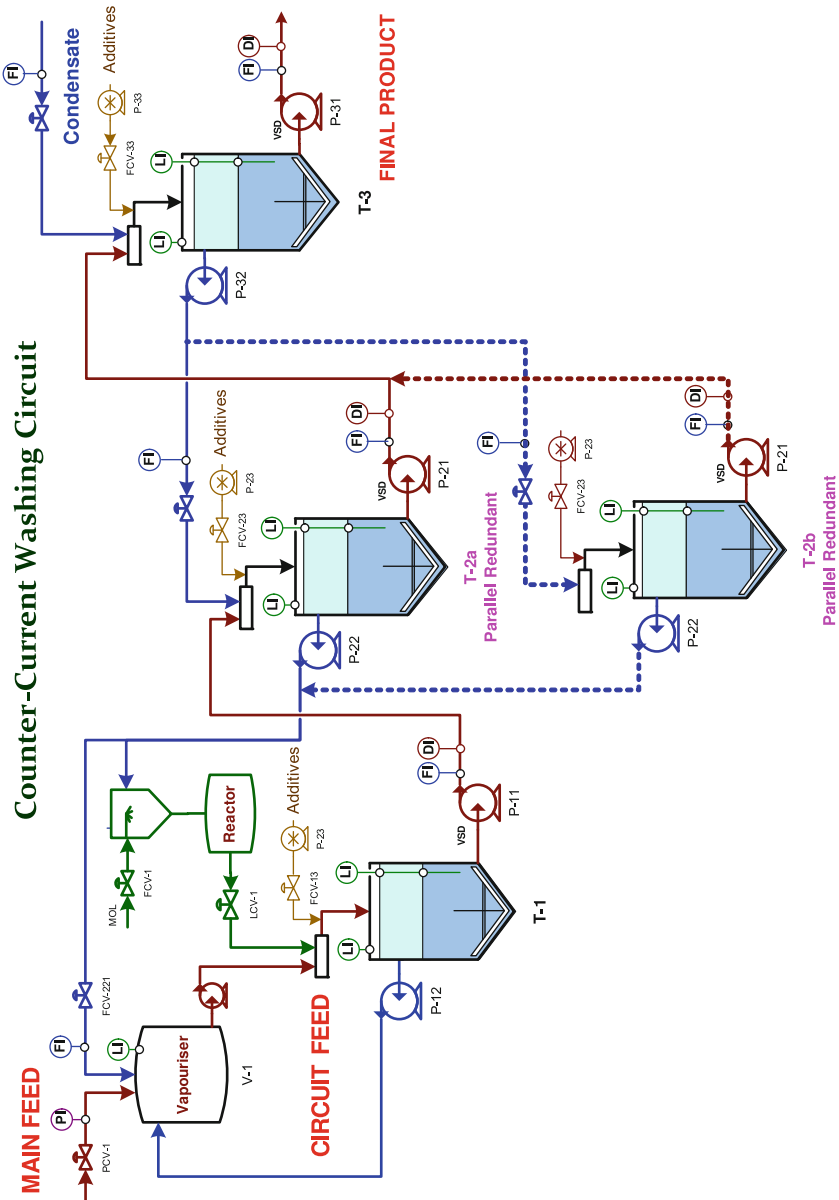 Counter-Current Washing Circuit
MAIN FEED
PCV-1
PI
FI
FCV-221
LI
Vapouriser
V-1
MOL
FCV-1
Reactor
LCV-1
CIRCUIT FEED
Additives
P-23
FCV-13
LI
LI
T-1
P-12
VSD
P-11
FI
DI
FI
Additives
P-23
FCV-23
LI
LI
T-2a
Parallel Redundant
P-22
VSD
P-21
FI
DI
FI
P-23
FCV-23
LI
LI
T-2b
Parallel Redundant
P-22
VSD
P-21
FI
DI
FI
Condensate
Additives
P-33
FCV-33
LI
LI
T-3
P-32
VSD
P-31
FI
DI
FINAL PRODUCT